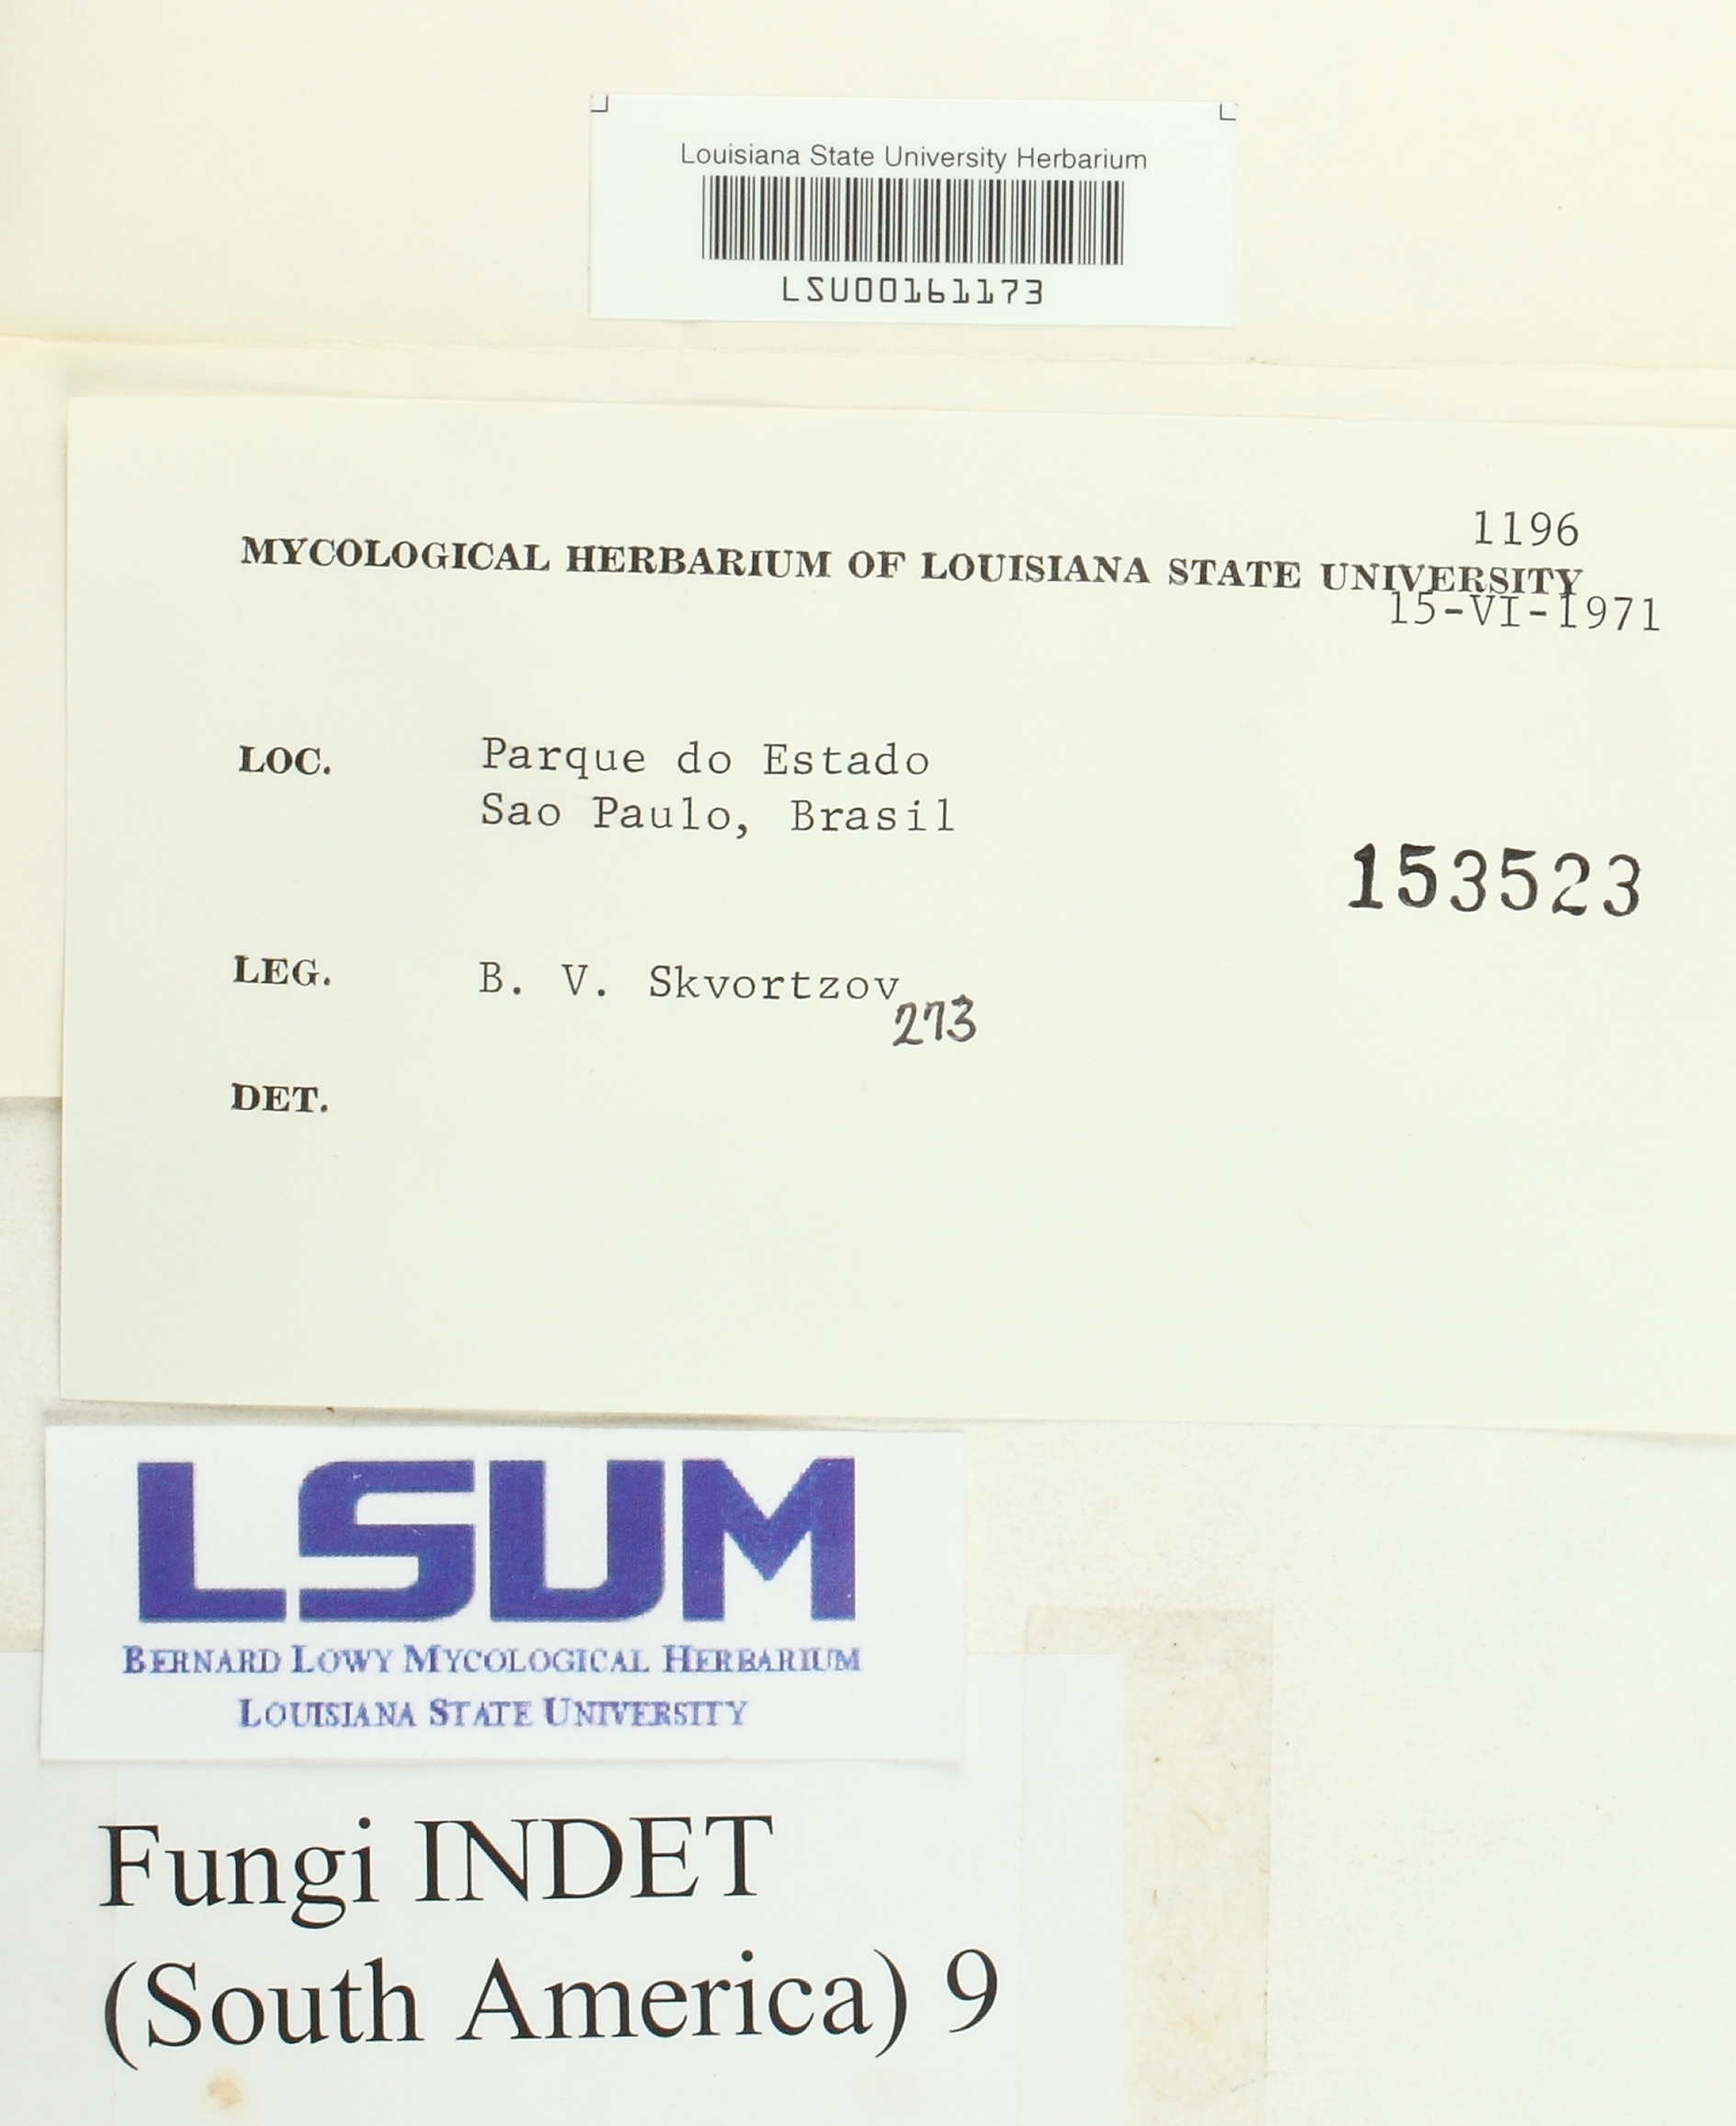 Louisiana State University Herbarium
LSU00161173
1196
MYCOLOGICAL HERBARIUM OF LOUISIANA STATE UNIVERSITY
15-VI-1971
LOC. Parque do Estado
Sao Paulo, Brasil
153523
LEG. B. V. Skvortzov
273
DET.
LSUM
BERNARD LOWY MYCOLOGICAL HERBARIUM
LOUISIANA STATE UNIVERSITY
Fungi INDET
(South America) 9